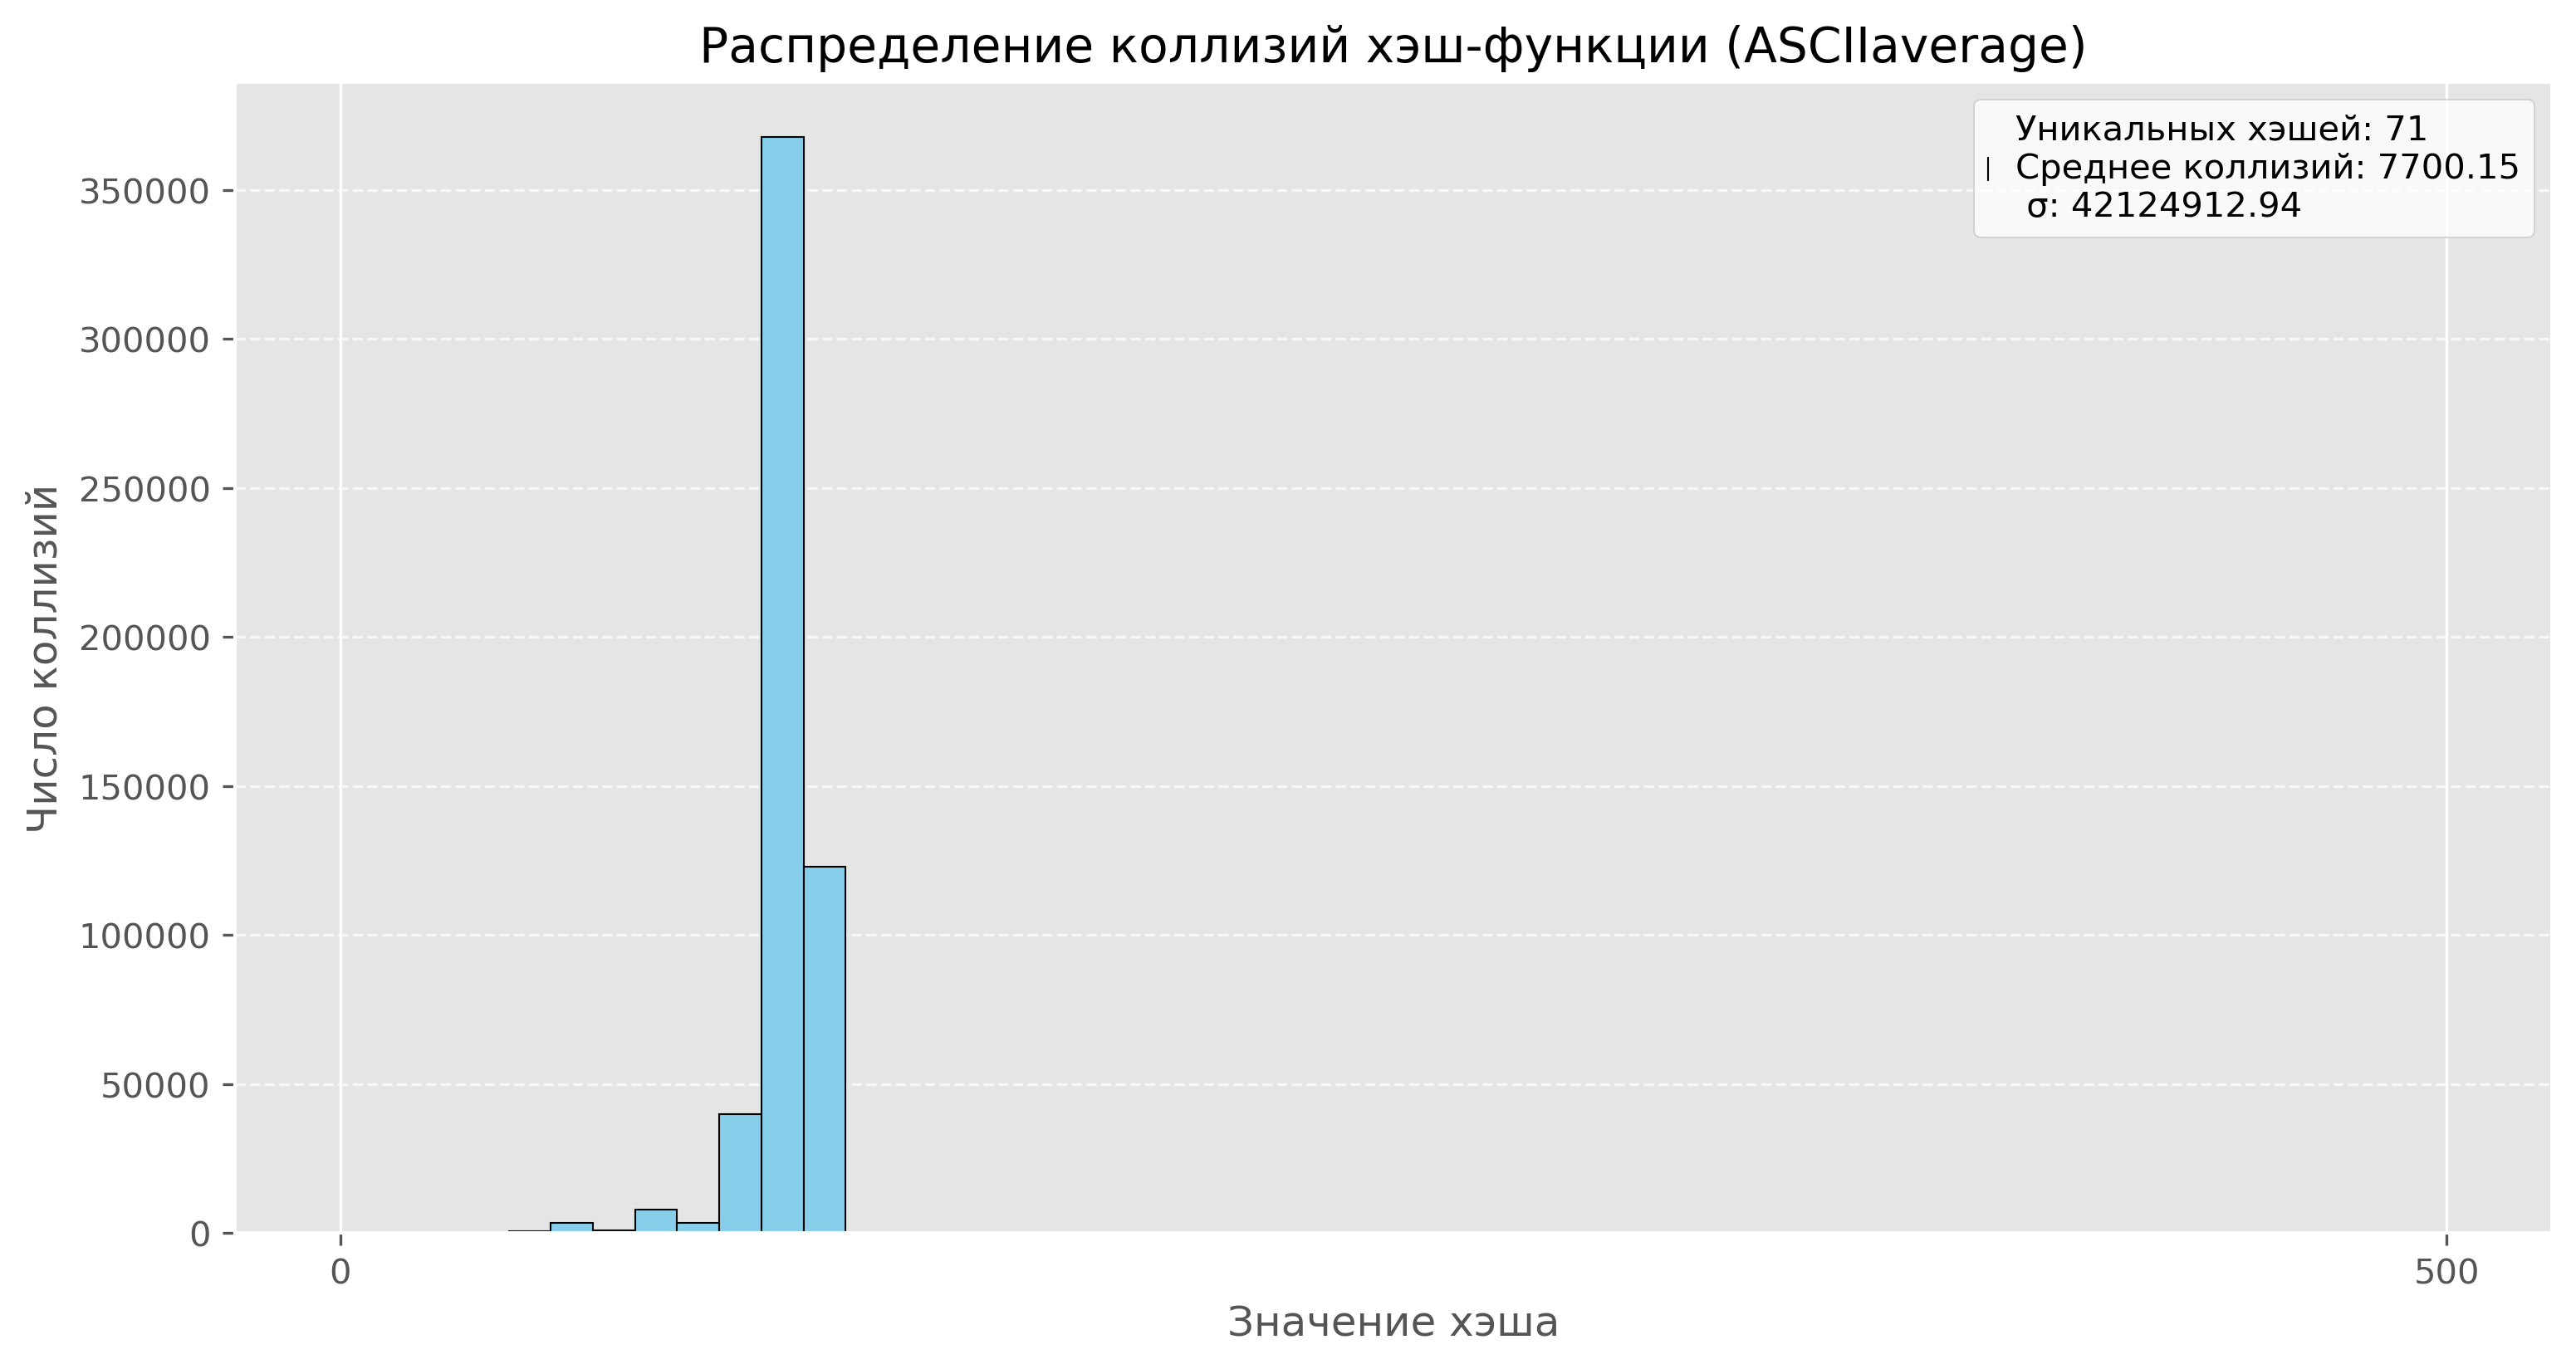 Распределение коллизий хэш-функции (ASCIIaverage)
Уникальных хэшей: 71
Среднее коллизий: 7700.15
σ: 42124912.94
Число коллизий
350000
300000
250000
200000
150000
100000
50000
0
0
500
Значение хэша